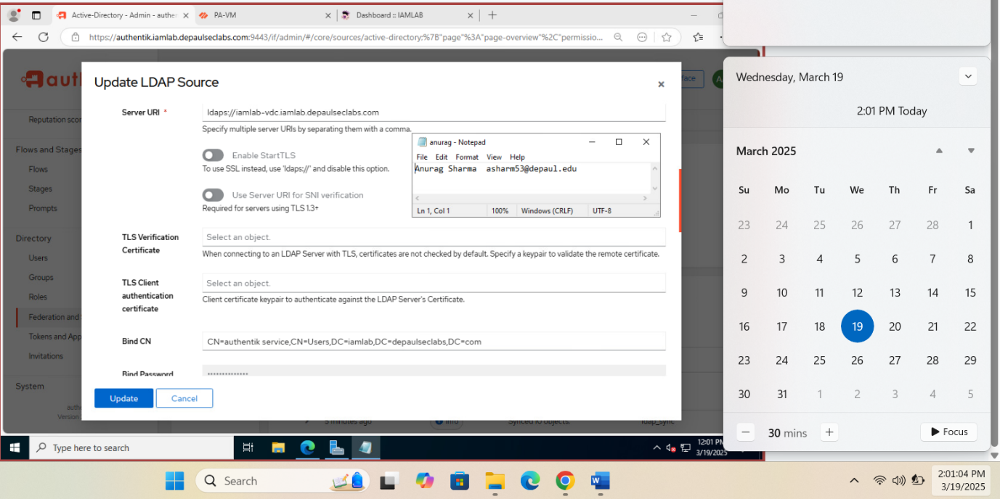 Active-Directory - Admin - authen
PA-VM
Dashboard :: IAMLAB
https://authentik.iamlab.depaulseclabs.com:9443/if/admin/#/core/sources/active-directory;%7B"page"%3A"page-overview"%2C"permissio...
Update LDAP Source
Server URI *
ldaps://iamlab-vdc.iamlab.depaulseclabs.com
Specify multiple server URIs by separating them with a comma.
Enable StartTLS
To use SSL instead, use 'ldaps://' and disable this option.
Use Server URI for SNI verification
Required for servers using TLS 1.3+
TLS Verification
Certificate
Select an object.
When connecting to an LDAP Server with TLS, certificates are not checked by default. Specify a keypair to validate the remote certificate.
TLS Client
authentication
certificate
Select an object.
Client certificate keypair to authenticate against the LDAP Server's Certificate.
Bind CN
CN=authentik service,CN=Users,DC=iamlab,DC=depaulseclabs,DC=com
Bind Password
••••••••••••••
Update
Cancel
anurag - Notepad
File Edit Format View Help
Anurag Sharma  asharm53@depaul.edu
Ln 1, Col 1
100%
Windows (CRLF)
UTF-8
aut
Reputation scor
Flows and Stages
Flows
Stages
Prompts
Directory
Users
Groups
Roles
Federation and
Tokens and App
Invitations
System
authe
Version
face
5 minutes ago
Info
Synced 10 objects.
ldap_sync
Type here to search
12:01 PM
3/19/2025
Wednesday, March 19
2:01 PM Today
March 2025
Su Mo Tu We Th Fr Sa
23 24 25 26 27 28 1
2 3 4 5 6 7 8
9 10 11 12 13 14 15
16 17 18 19 20 21 22
23 24 25 26 27 28 29
30 31 1 2 3 4 5
30 mins
Focus
Search
2:01:04 PM
3/19/2025